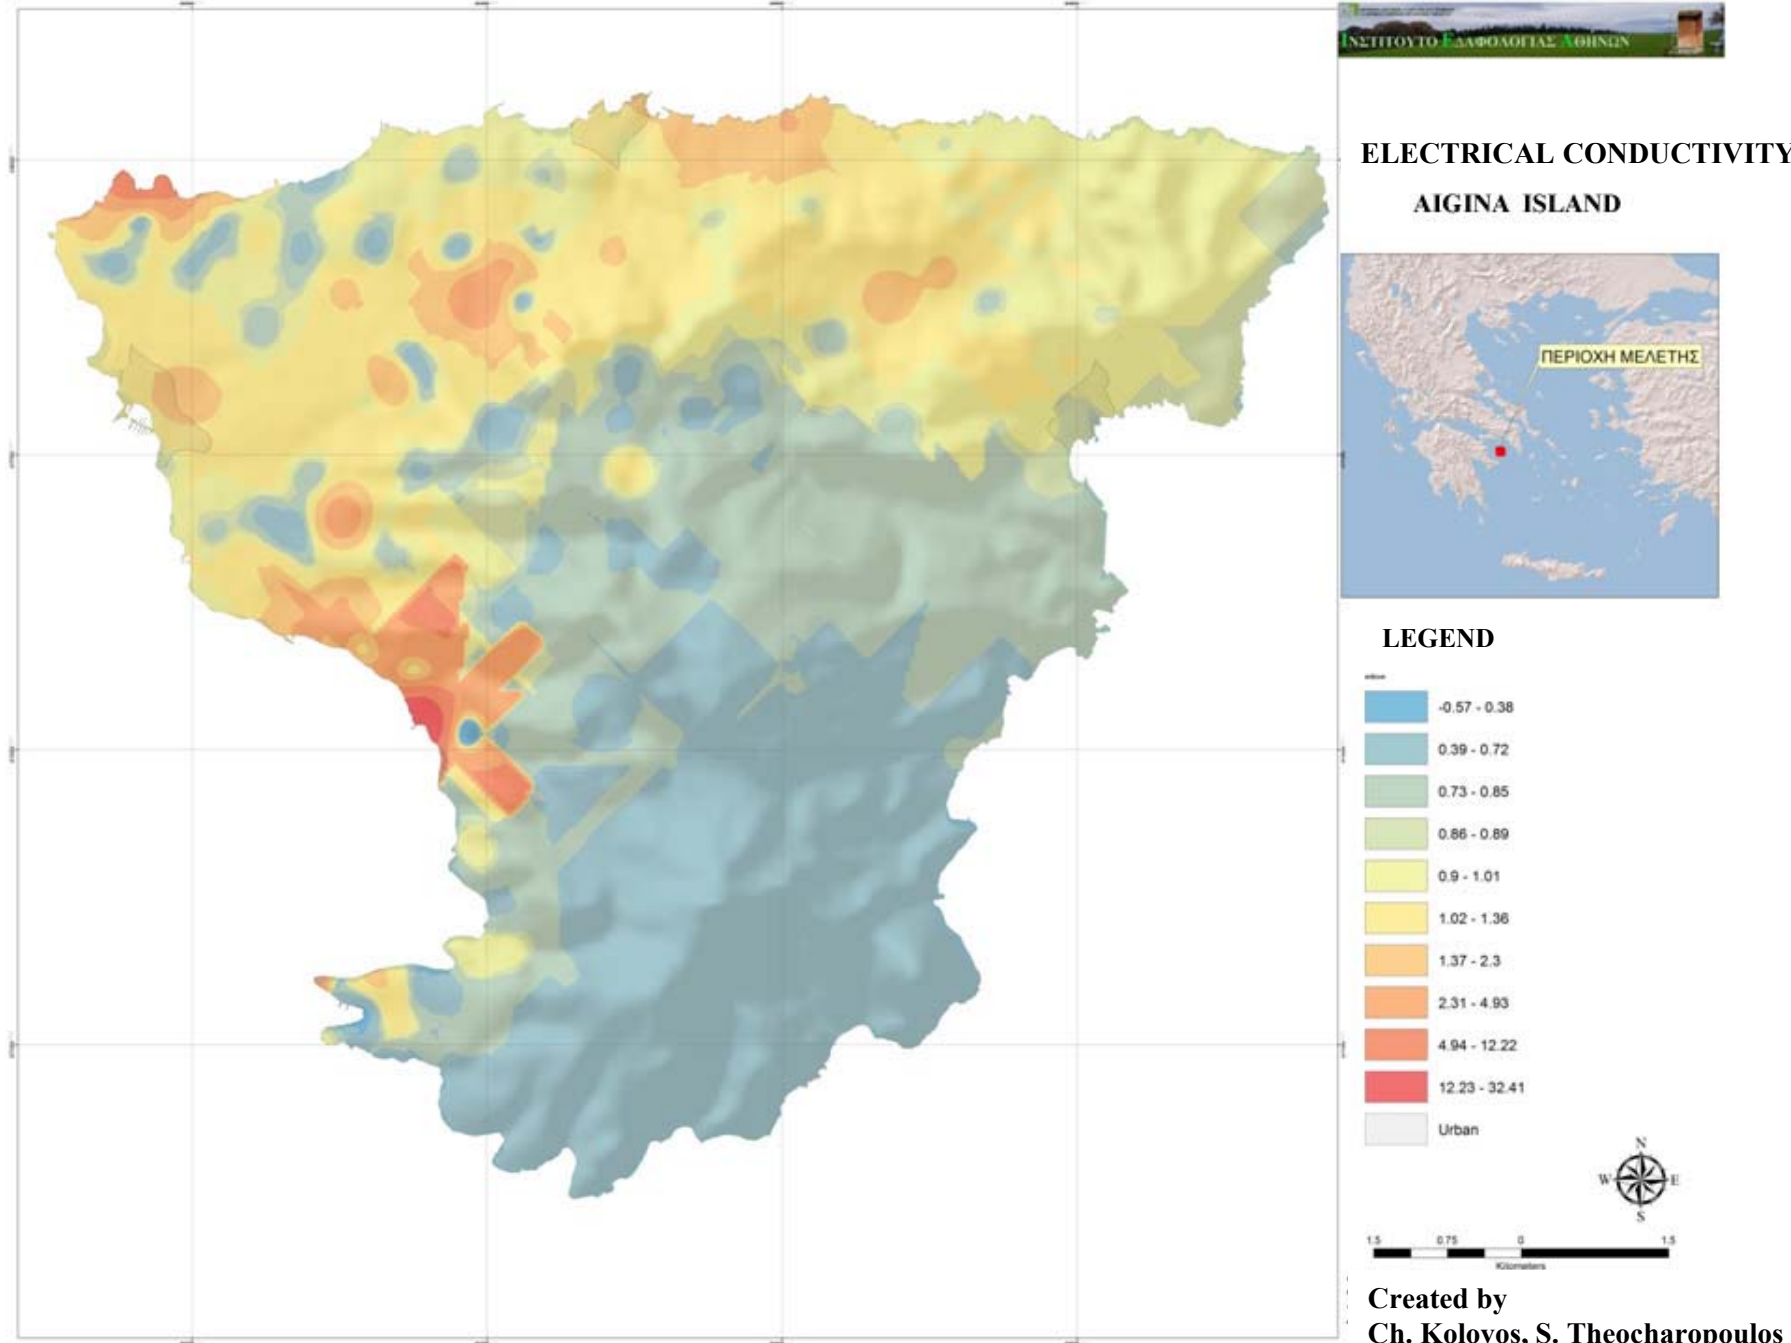 ΙΝΣΤΙΤΟΥΤΟ ΕΔΑΦΟΛΟΓΙΑΣ ΑΘΗΝΩΝ
ELECTRICAL CONDUCTIVITY
AIGINA ISLAND
ΠΕΡΙΟΧΗ ΜΕΛΕΤΗΣ
LEGEND
-0.57 - 0.38
0.39 - 0.72
0.73 - 0.85
0.86 - 0.89
0.9 - 1.01
1.02 - 1.36
1.37 - 2.3
2.31 - 4.93
4.94 - 12.22
12.23 - 32.41
Urban
N
W E
S
1.5 0.75 0 1.5
Kilometers
Created by
Ch. Kolovos, S. Theocharopoulos